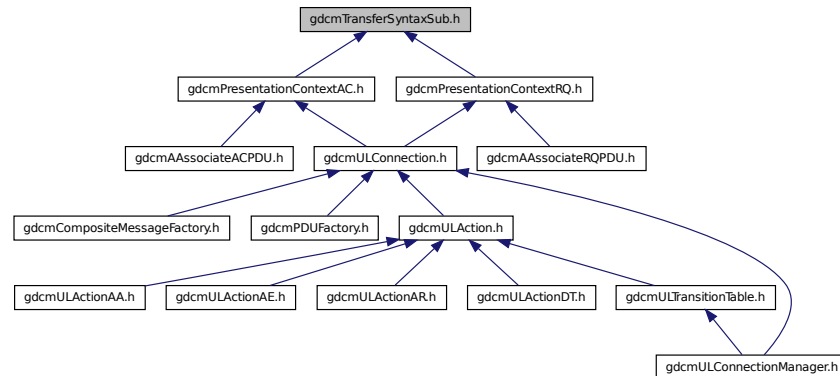 gdcmTransferSyntaxSub.h
gdcmPresentationContextAC.h
gdcmPresentationContextRQ.h
gdcmAAssociateACPDU.h
gdcmULConnection.h
gdcmAAssociateRQPDU.h
gdcmCompositeMessageFactory.h
gdcmPDUFactory.h
gdcmULAction.h
gdcmULActionAA.h
gdcmULActionAE.h
gdcmULActionAR.h
gdcmULActionDT.h
gdcmULTransitionTable.h
gdcmULConnectionManager.h